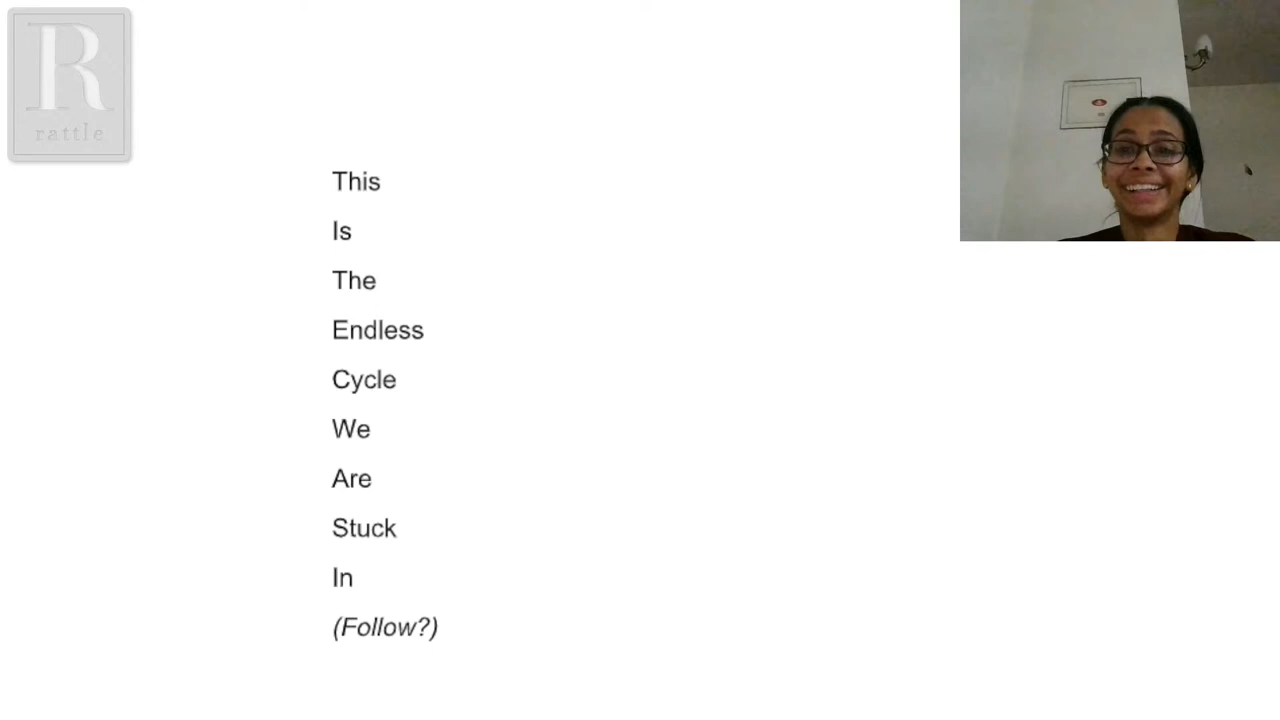 R
rattle
This
Is
The
Endless
Cycle
We
Are
Stuck
In
(Follow?)